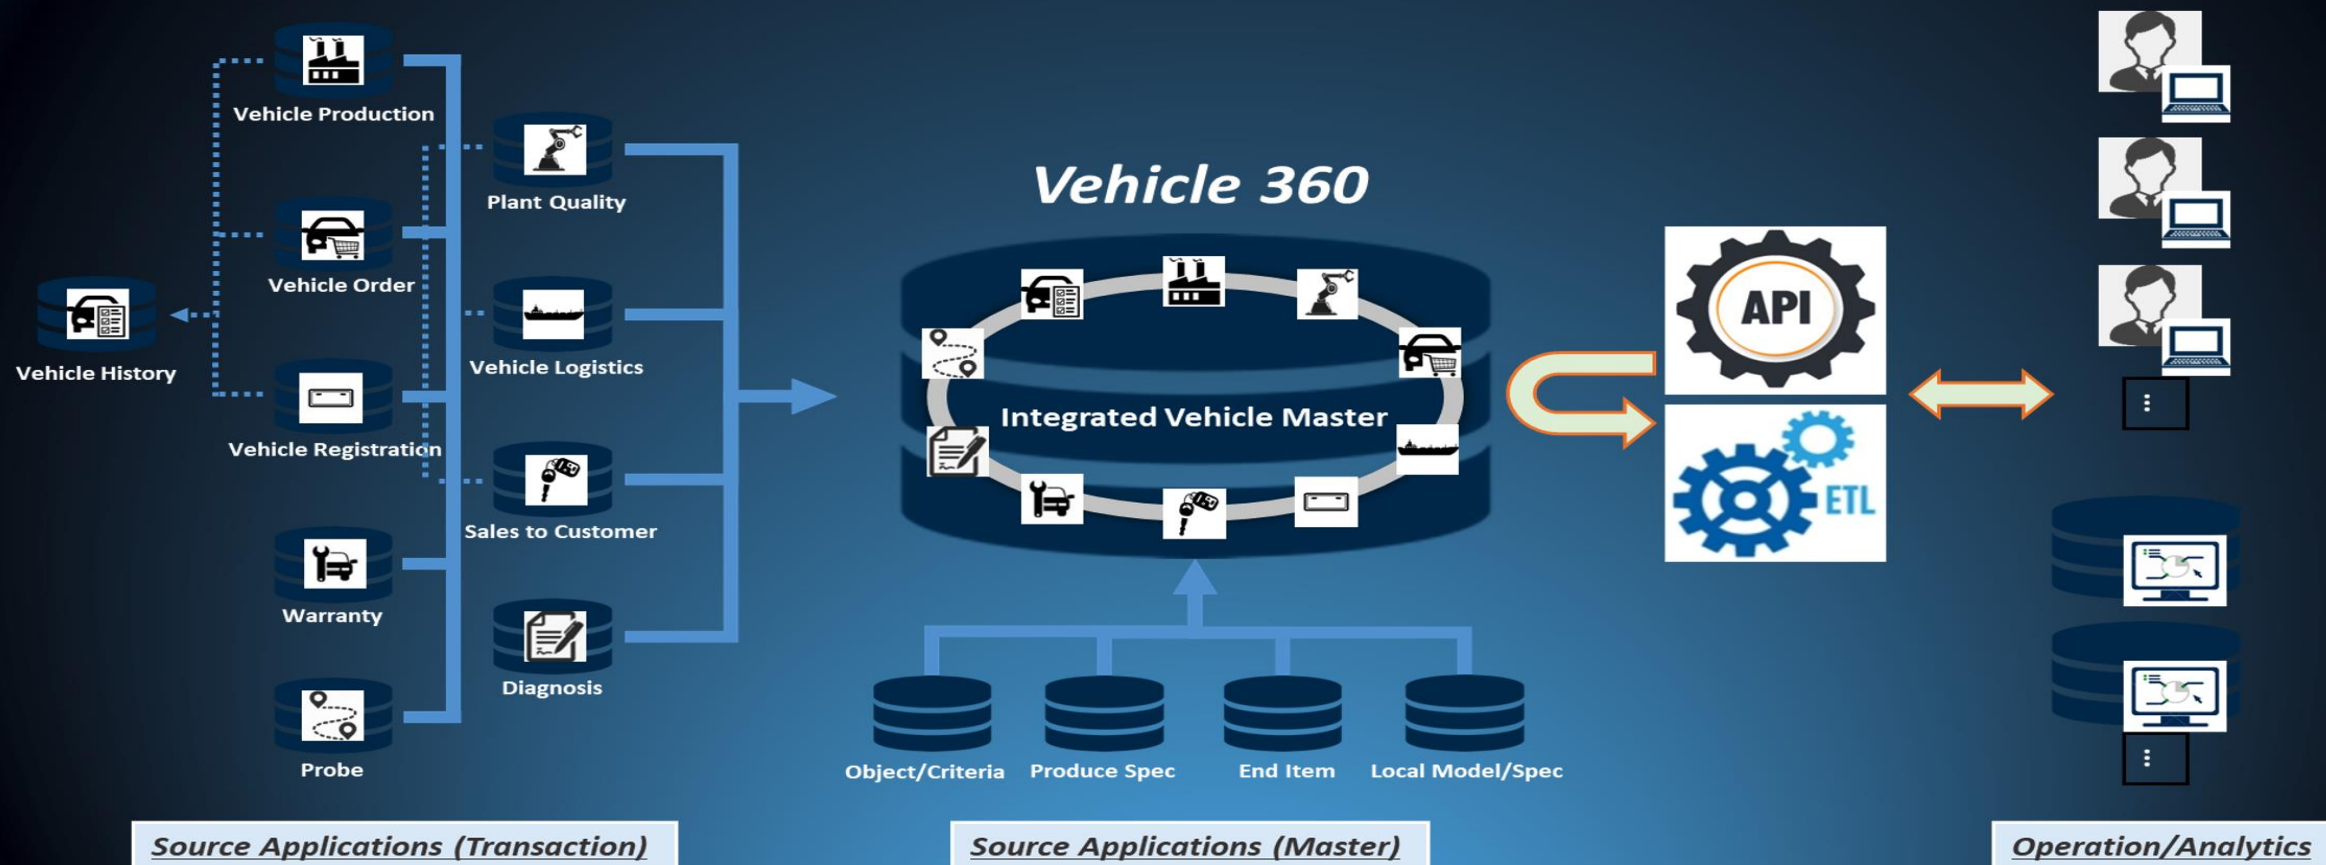 Vehicle Production
Vehicle Order
Vehicle History
Vehicle Registration
Warranty
Probe
Plant Quality
Vehicle Logistics
Sales to Customer
Diagnosis
Source Applications (Transaction)
Vehicle 360
Integrated Vehicle Master
Object/Criteria
Produce Spec
End Item
Local Model/Spec
Source Applications (Master)
API
ETL
Operation/Analytics